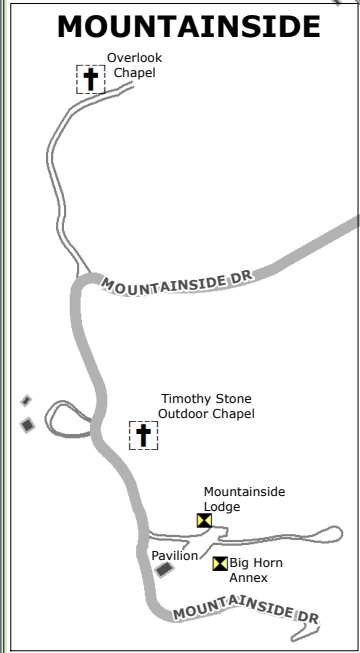 MOUNTAINSIDE
Overlook
Chapel
MOUNTAINSIDE DR
Timothy Stone
Outdoor Chapel
Mountainside
Lodge
Pavilion
Big Horn
Annex
MOUNTAINSIDE DR